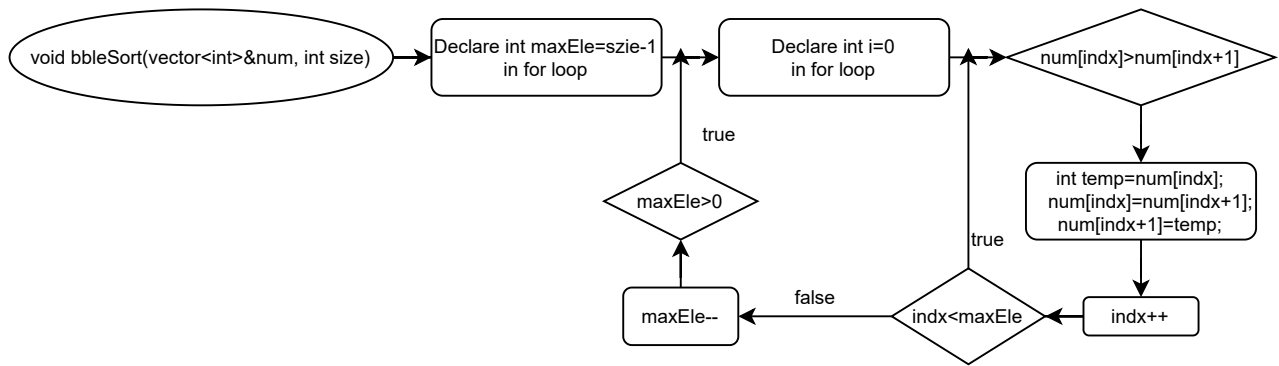 void bbleSort(vector<int>&num, int size)
Declare int maxEle=szie-1
in for loop
Declare int i=0
in for loop
num[indx]>num[indx+1]
true
int temp=num[indx];
num[indx]=num[indx+1];
num[indx+1]=temp;
maxEle>0
true
false
maxEle--
indx<maxEle
indx++